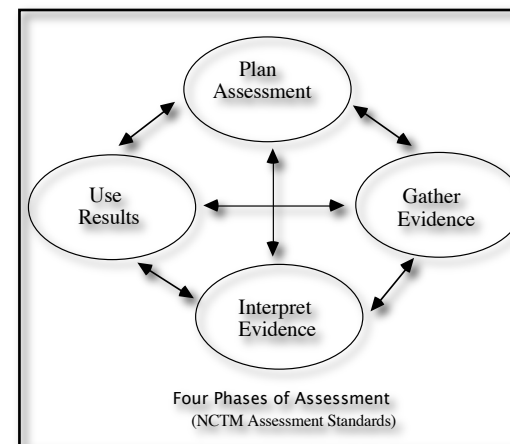 Plan
Assessment
Use
Results
Gather
Evidence
Interpret
Evidence
Four Phases of Assessment
(NCTM Assessment Standards)